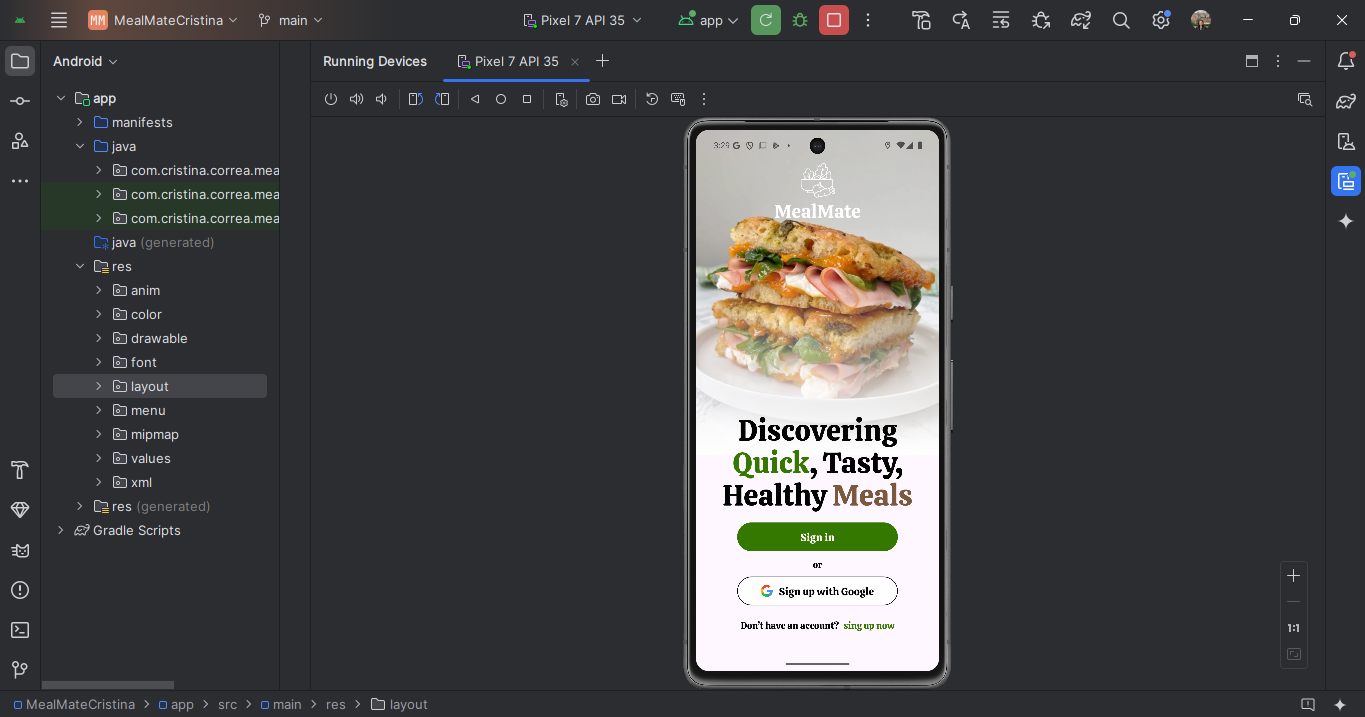 MM MealMateCristina main Pixel 7 API 35 app
Android
Running Devices Pixel 7 API 35
app
manifests
java
com.cristina.correa.mea
com.cristina.correa.mea
com.cristina.correa.mea
java (generated)
res
anim
color
drawable
font
layout
menu
mipmap
values
xml
res (generated)
Gradle Scripts
3:29
MealMate
Discovering
Quick, Tasty,
Healthy Meals
Sign in
or
Sign up with Google
Don't have an account? sing up now
1:1
MealMateCristina app src main res layout